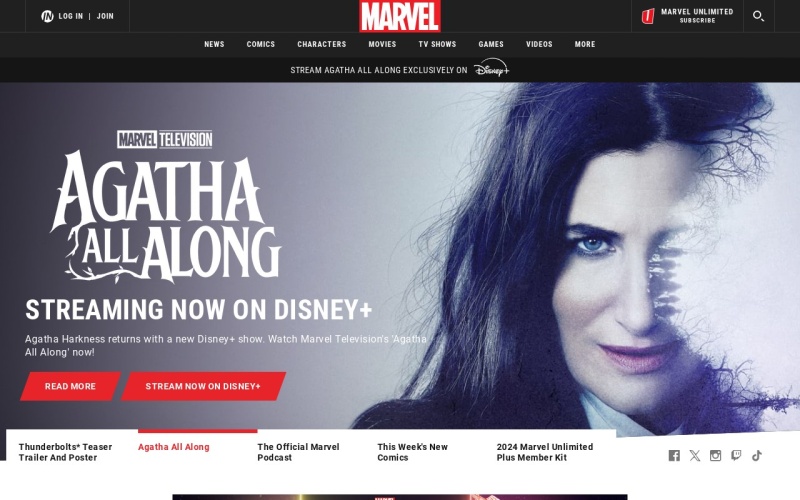 LOG IN | JOIN
MARVEL
MARVEL UNLIMITED
SUBSCRIBE
NEWS
COMICS
CHARACTERS
MOVIES
TV SHOWS
GAMES
VIDEOS
MORE
STREAM AGATHA ALL ALONG EXCLUSIVELY ON Disney+
MARVEL TELEVISION
AGATHA
ALL ALONG
STREAMING NOW ON DISNEY+
Agatha Harkness returns with a new Disney+ show. Watch Marvel Television's 'Agatha
All Along' now!
READ MORE
STREAM NOW ON DISNEY+
Thunderbolts* Teaser
Trailer And Poster
Agatha All Along
The Official Marvel
Podcast
This Week's New
Comics
2024 Marvel Unlimited
Plus Member Kit
MARVEL